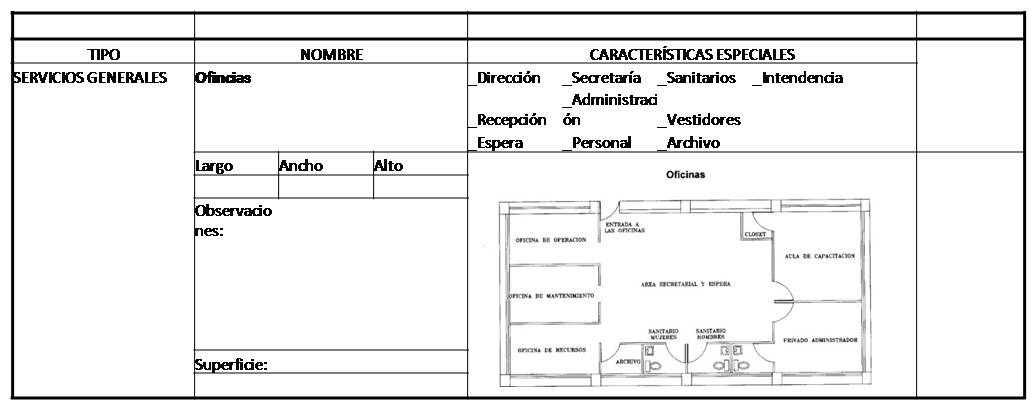 TIPO NOMBRE CARACTERÍSTICAS ESPECIALES
SERVICIOS GENERALES
Ofincias
_Dirección _Secretaría _Sanitarios _Intendencia
_Administraci
_Recepción ón _Vestidores
_Espera _Personal _Archivo
Largo Ancho Alto
Observacio
nes:
Superficie:
Oficinas
ENTRADA A
LAS OFICINAS
OFICINA DE OPERACION
CLOSET
AULA DE CAPACITACION
AREA SECRETARIAL Y ESPERA
OFICINA DE MANTENIMIENTO
SANITARIO
MUJERES
SANITARIO
HOMBRES
PRIVADO ADMINISTRADOR
OFICINA DE RECURSOS
ARCHIVO